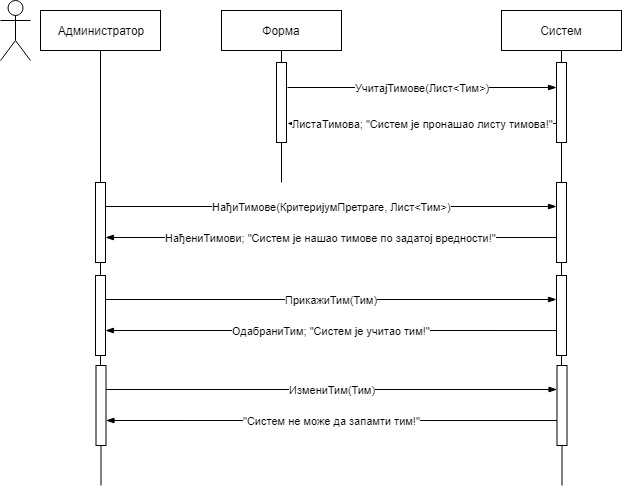 Администратор
Форма
Систем
УчитајТимове(Лист<Тим>)
ЛистаТимова; "Систем је пронашао листу тимова!"
НађиТимове(КритеријумПретраге, Лист<Тим>)
НађениТимови; "Систем је нашао тимове по задатој вредности!"
ПрикажиТим(Тим)
ОдабраниТим; "Систем је учитао тим!"
ИзмениТим(Тим)
"Систем не може да запамти тим!"